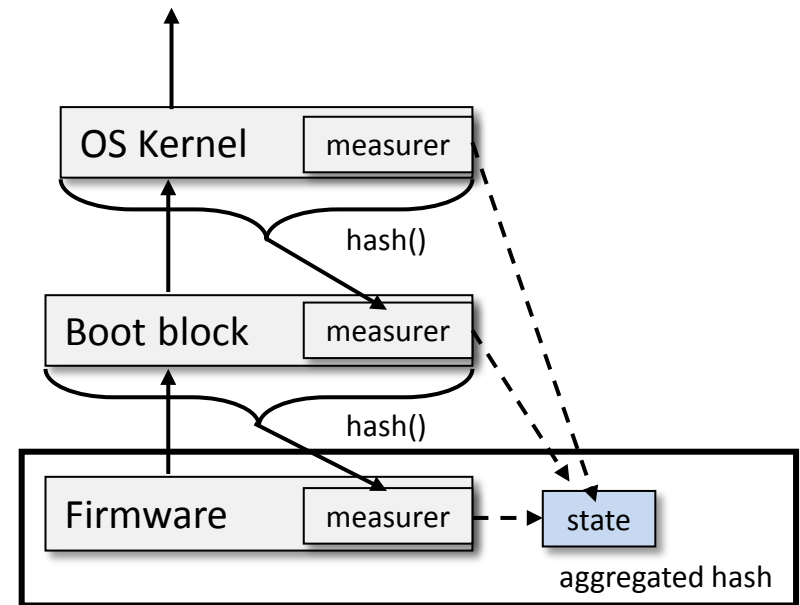 OS Kernel measurer
hash()
Boot block measurer
hash()
Firmware measurer state
aggregated hash